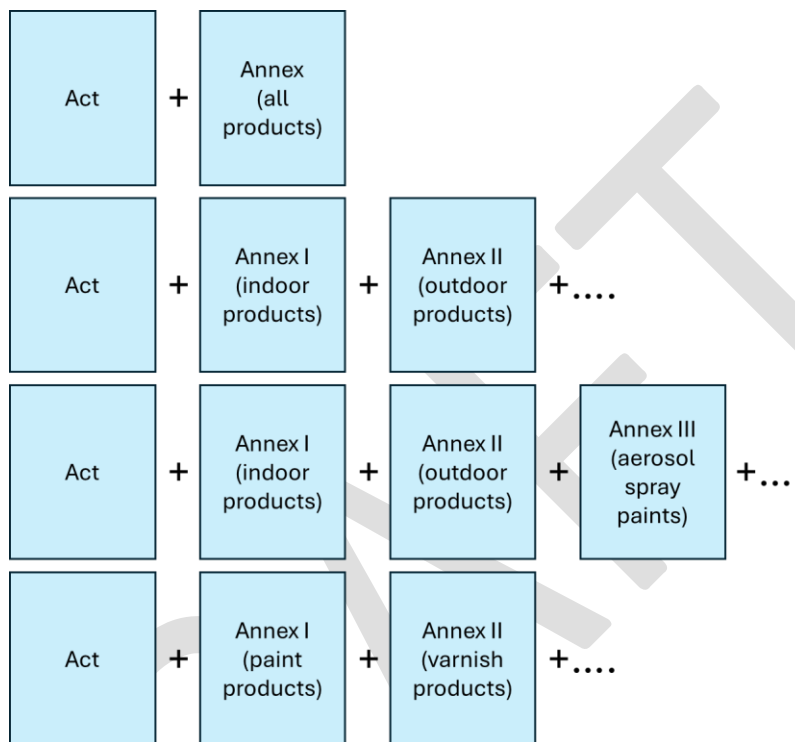 Act + Annex
(all
products)
Act + Annex I
(indoor
products) + Annex II
(outdoor
products) +....
Act + Annex I
(indoor
products) + Annex II
(outdoor
products) + Annex III
(aerosol
spray
paints) +...
Act + Annex I
(paint
products) + Annex II
(varnish
products) +....
DRAFT